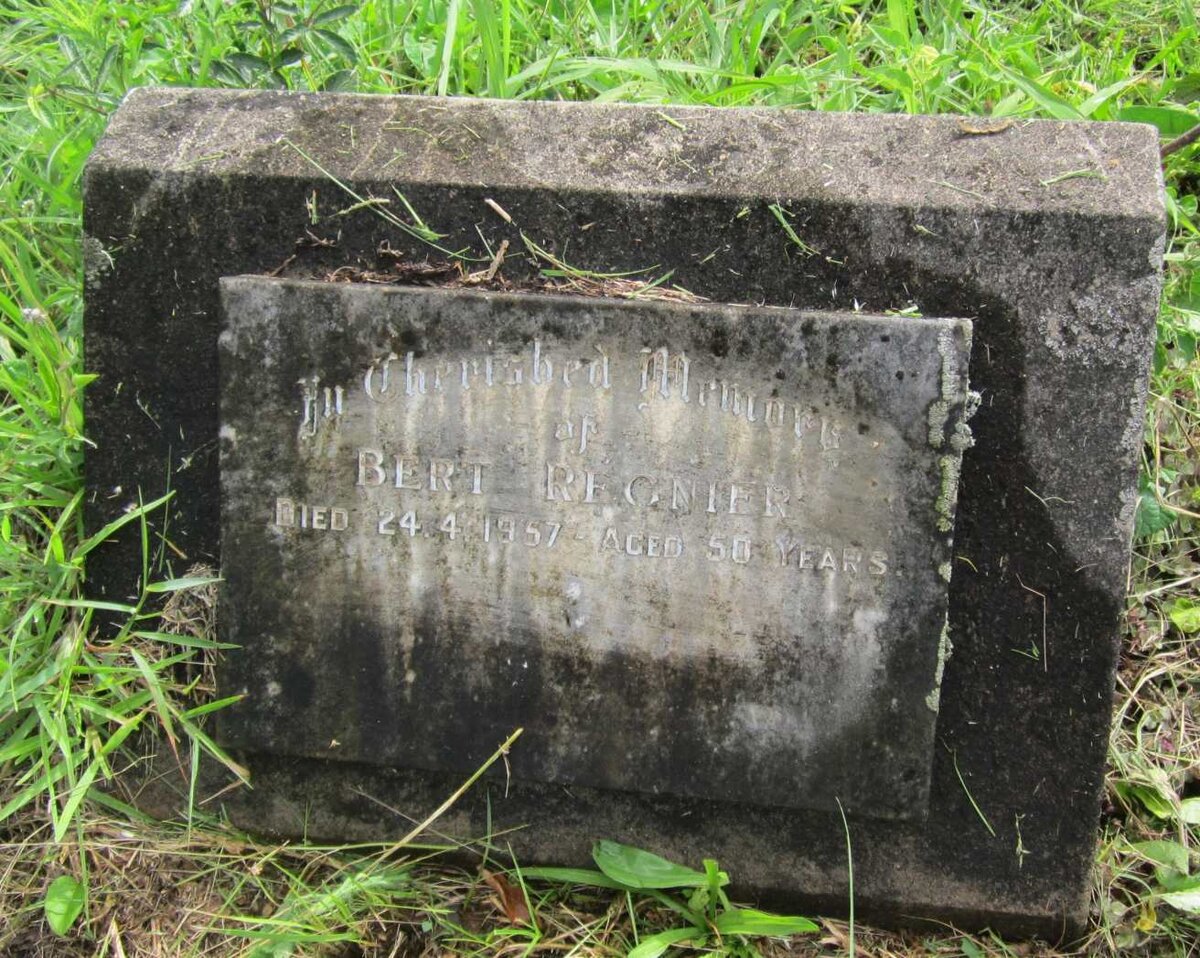 In Cherished Memory
of
BERT REGNIER
DIED 24.4.1957 - AGED 50 YEARS